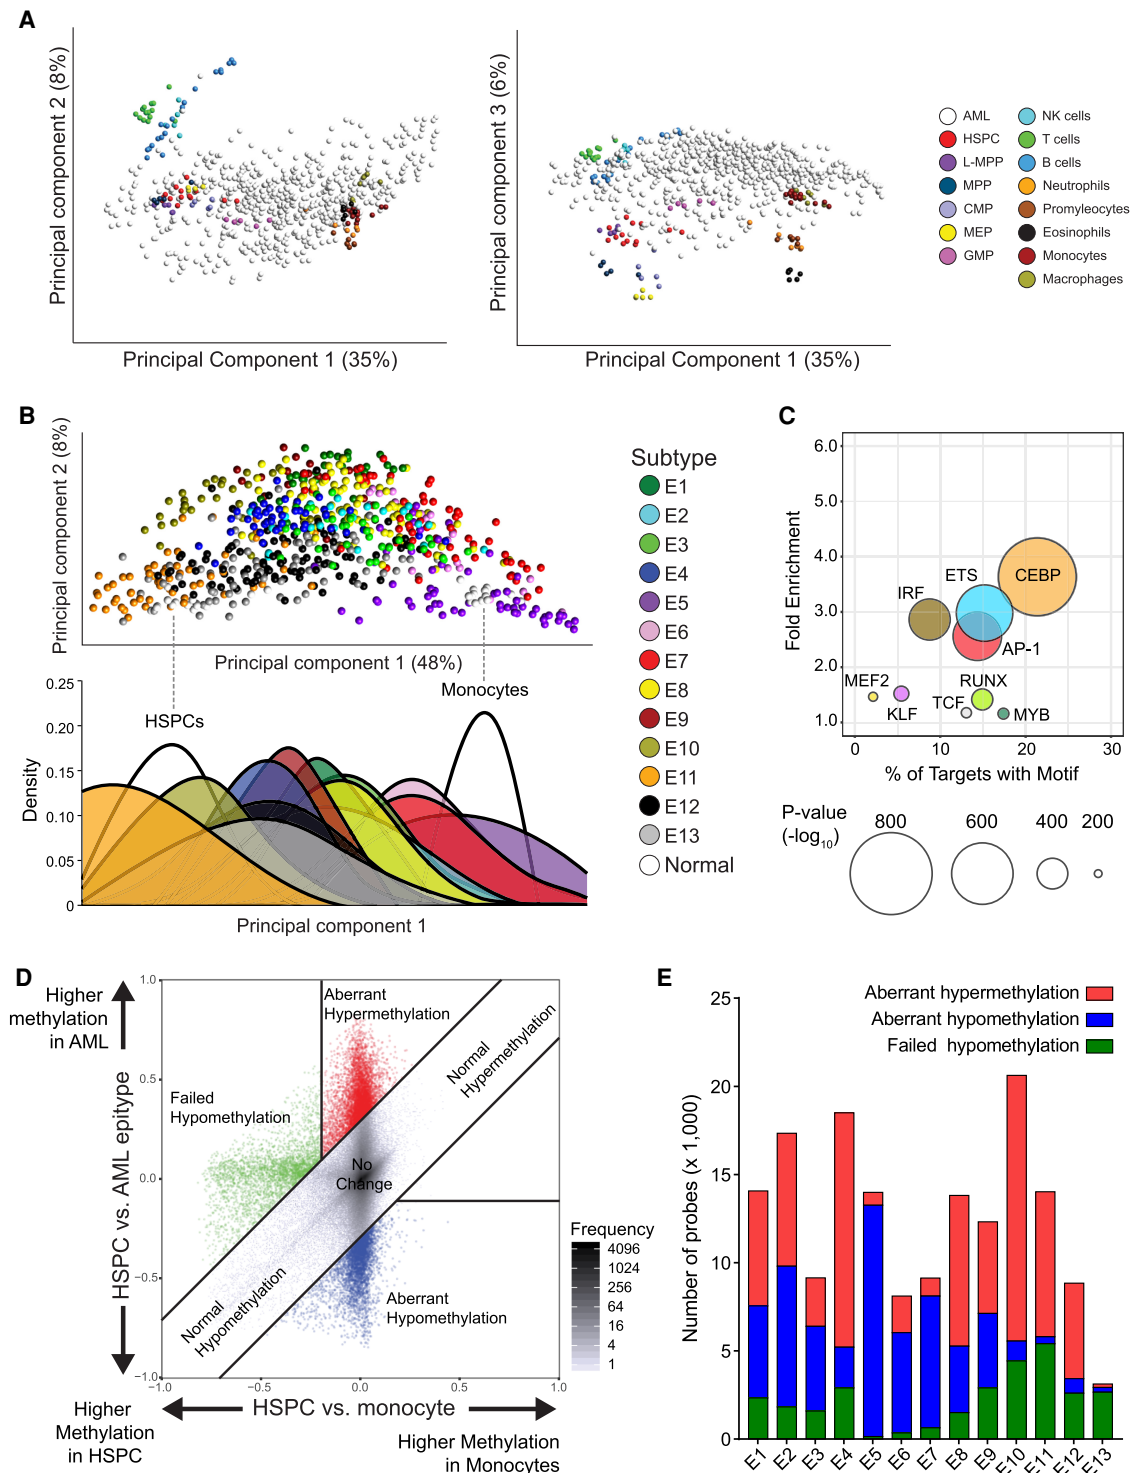 A
Principal component 2 (8%)
Principal Component 1 (35%)
Principal component 3 (6%)
Principal Component 1 (35%)
AML
HSPC
L-MPP
MPP
CMP
MEP
GMP
NK cells
T cells
B cells
Neutrophils
Promyleocytes
Eosinophils
Monocytes
Macrophages
B
Principal component 2 (8%)
Principal component 1 (48%)
HSPCs
Monocytes
0.25
0.20
0.15
0.10
0.05
0
Density
Principal component 1
Subtype
E1
E2
E3
E4
E5
E6
E7
E8
E9
E10
E11
E12
E13
Normal
C
6.0
5.0
4.0
3.0
2.0
1.0
Fold Enrichment
CEBP
ETS
IRF
AP-1
MEF2
KLF
TCF
RUNX
MYB
0 10 20 30
% of Targets with Motif
P-value
(-log10)
800 600 400 200
D
Higher
methylation
in AML
HSPC vs. AML epitype
1.0
0.5
0.0
−0.5
−1.0
Aberrant
Hypermethylation
Normal
Hypermethylation
Failed
Hypomethylation
No
Change
Normal
Hypomethylation
Aberrant
Hypomethylation
Frequency
4096
1024
256
64
16
4
1
−1.0 −0.5 0.0 0.5 1.0
HSPC vs. monocyte
Higher
Methylation
in HSPC
Higher Methylation
in Monocytes
E
Aberrant hypermethylation
Aberrant hypomethylation
Failed hypomethylation
25
20
15
10
5
0
Number of probes (x 1,000)
E1 E2 E3 E4 E5 E6 E7 E8 E9 E10 E11 E12 E13